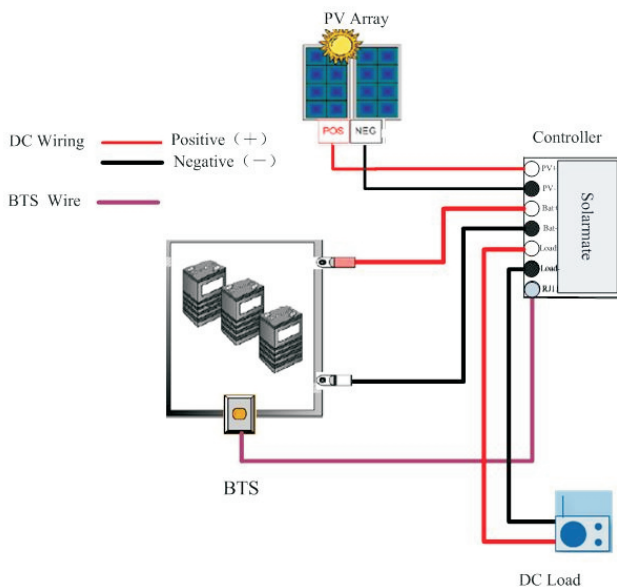 PV Array
POS NEG
DC Wiring Positive（+）
Negative（－）
BTS Wire
Controller
PV+
PV-
Bat+
Bat-
Load
Load-
RJ1
Solarmate
BTS
DC Load